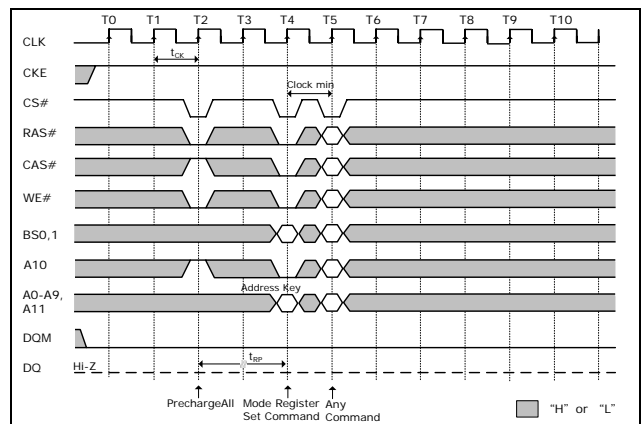 T0 T1 T2 T3 T4 T5 T6 T7 T8 T9 T10
CLK
tCK
CKE
Clock min
CS#
RAS#
CAS#
WE#
BS0,1
A10
Address Key
A0-A9,
A11
DQM
tRP
DQ Hi-Z
PrechargeAll Mode Register Any
Set Command Command
"H" or "L"